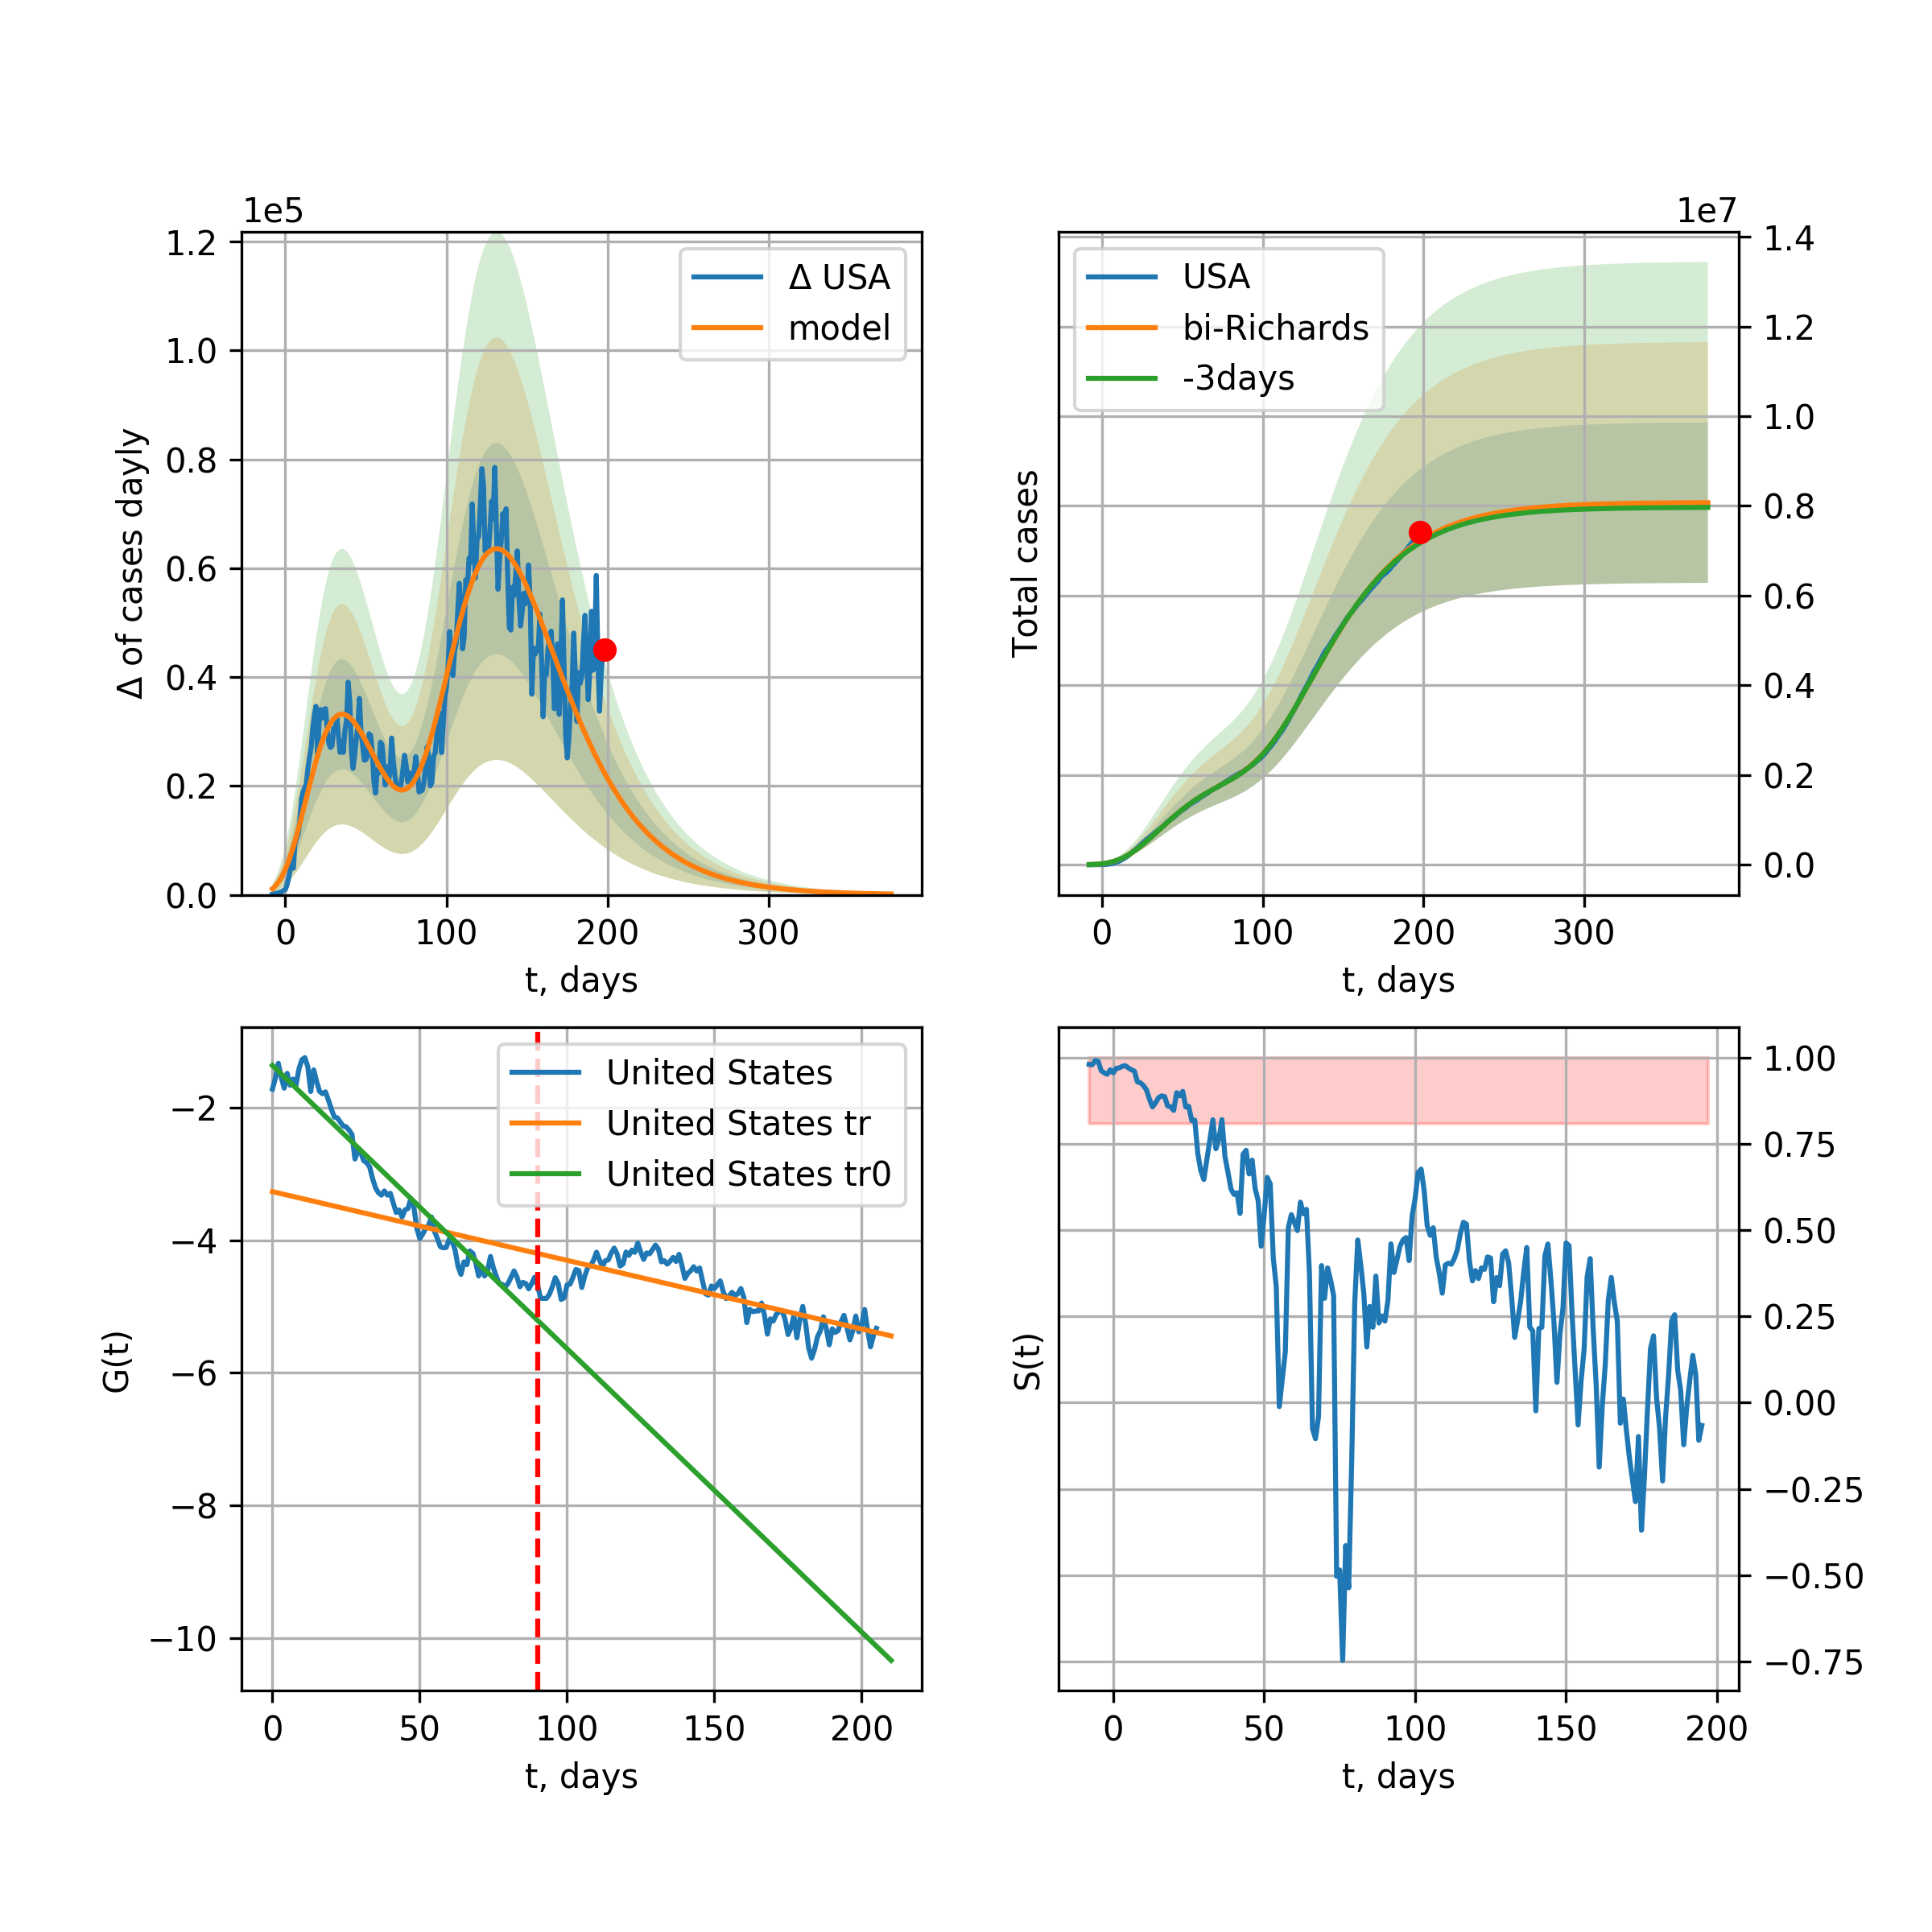 1e5
1.2
1.0
0.8
0.6
0.4
0.2
0.0
Δ of cases dayly
Δ USA
model
0
100
200
300
t, days
1e7
1.4
1.2
1.0
0.8
0.6
0.4
0.2
0.0
Total cases
USA
bi-Richards
-3days
0
100
200
300
t, days
−2
−4
−6
−8
−10
G(t)
United States
United States tr
United States tr0
0
50
100
150
200
t, days
1.00
0.75
0.50
0.25
0.00
−0.25
−0.50
−0.75
S(t)
0
50
100
150
200
t, days